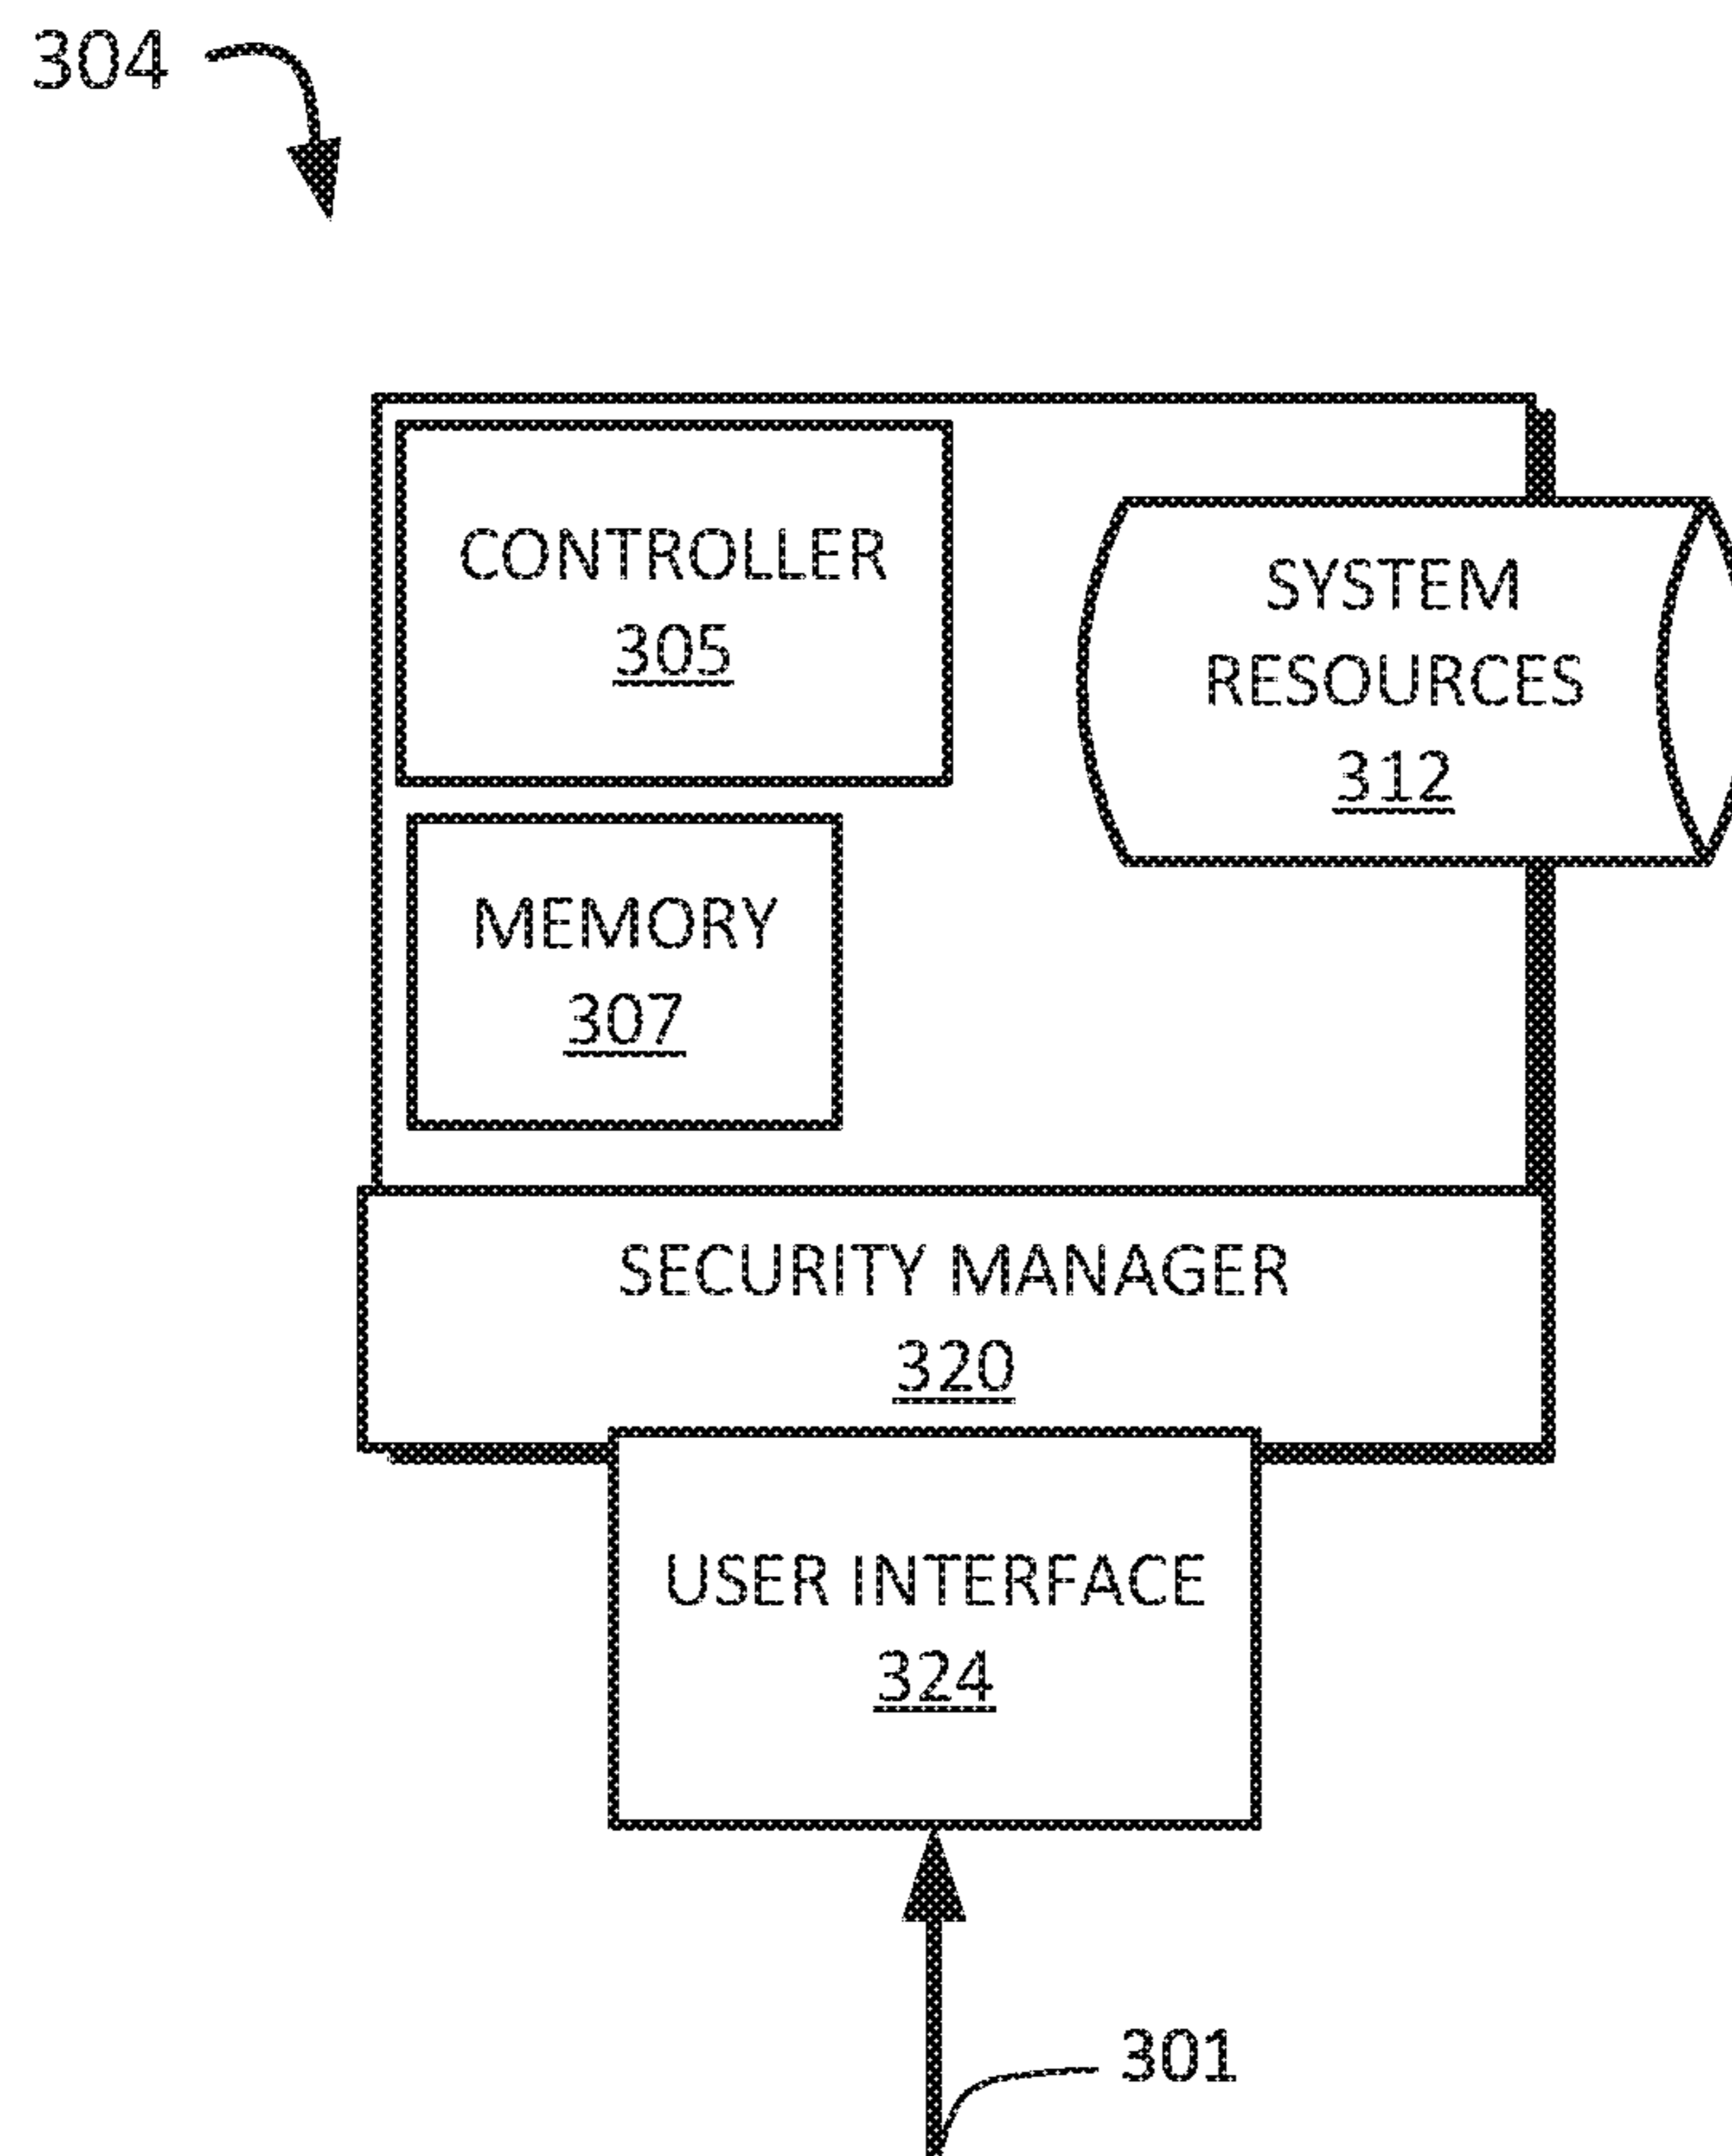 304
CONTROLLER
305
SYSTEM
RESOURCES
312
MEMORY
307
SECURITY MANAGER
320
USER INTERFACE
324
301